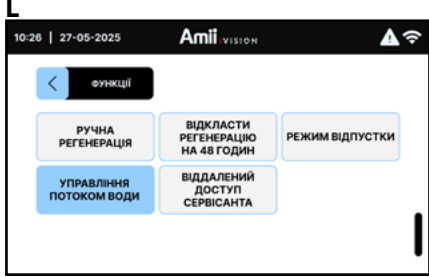 10:26 | 27-05-2025 Amii.VISION
ФУНКЦІЇ
РУЧНА
РЕГЕНЕРАЦІЯ
ВІДКЛАСТИ
РЕГЕНЕРАЦІЮ
НА 48 ГОДИН
РЕЖИМ ВІДПУСТКИ
УПРАВЛІННЯ
ПОТОКОМ ВОДИ
ВІДДАЛЕНИЙ
ДОСТУП
СЕРВІСАНТА